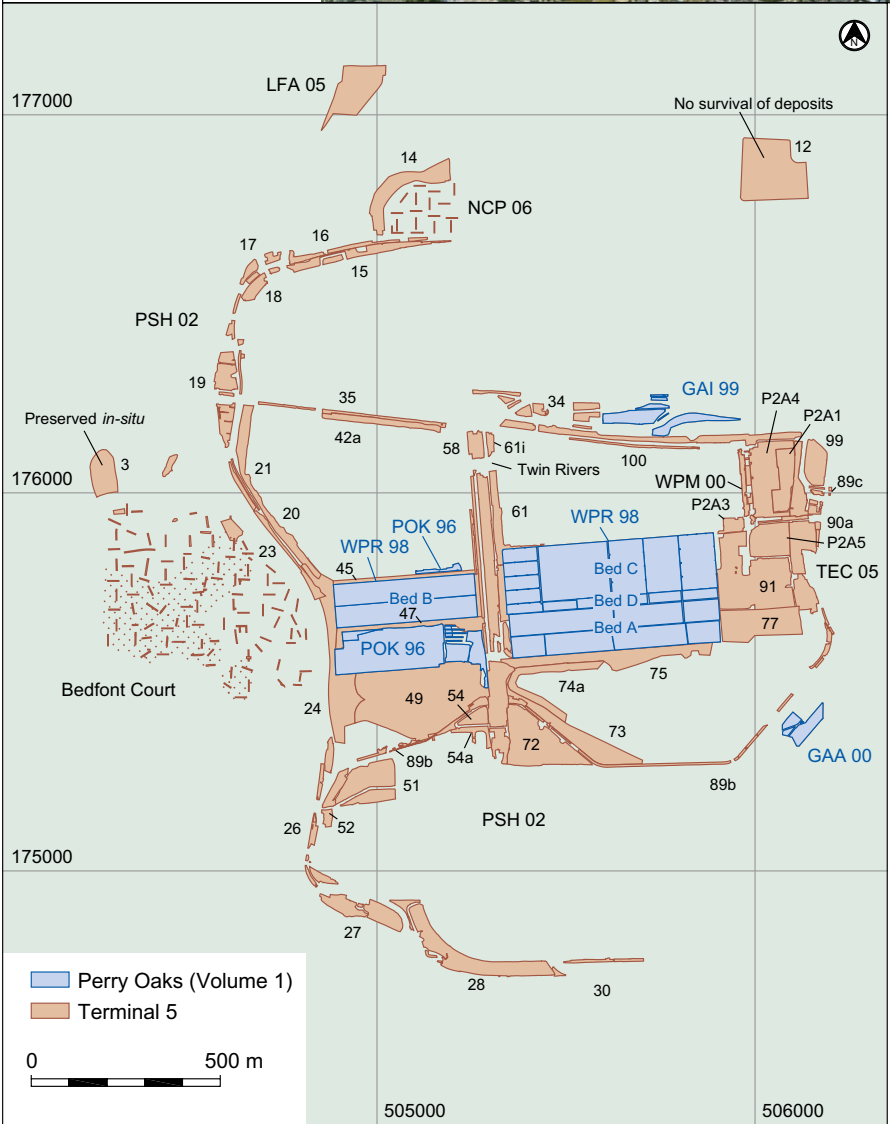 N
LFA 05
177000
No survival of deposits
12
14
NCP 06
17
16
15
18
PSH 02
19
GAI 99
35
34
P2A4
P2A1
Preserved in-situ
42a
58
61i
100
99
3
Twin Rivers
WPM 00
176000
21
89c
20
POK 96
61
WPR 98
P2A3
90a
23
WPR 98
P2A5
45
Bed C
TEC 05
Bed B
Bed D
91
47
Bed A
77
POK 96
Bedfont Court
75
74a
24
49
54
73
72
89b
54a
GAA 00
51
89b
52
PSH 02
26
175000
27
28
30
Perry Oaks (Volume 1)
Terminal 5
0
500 m
505000
506000